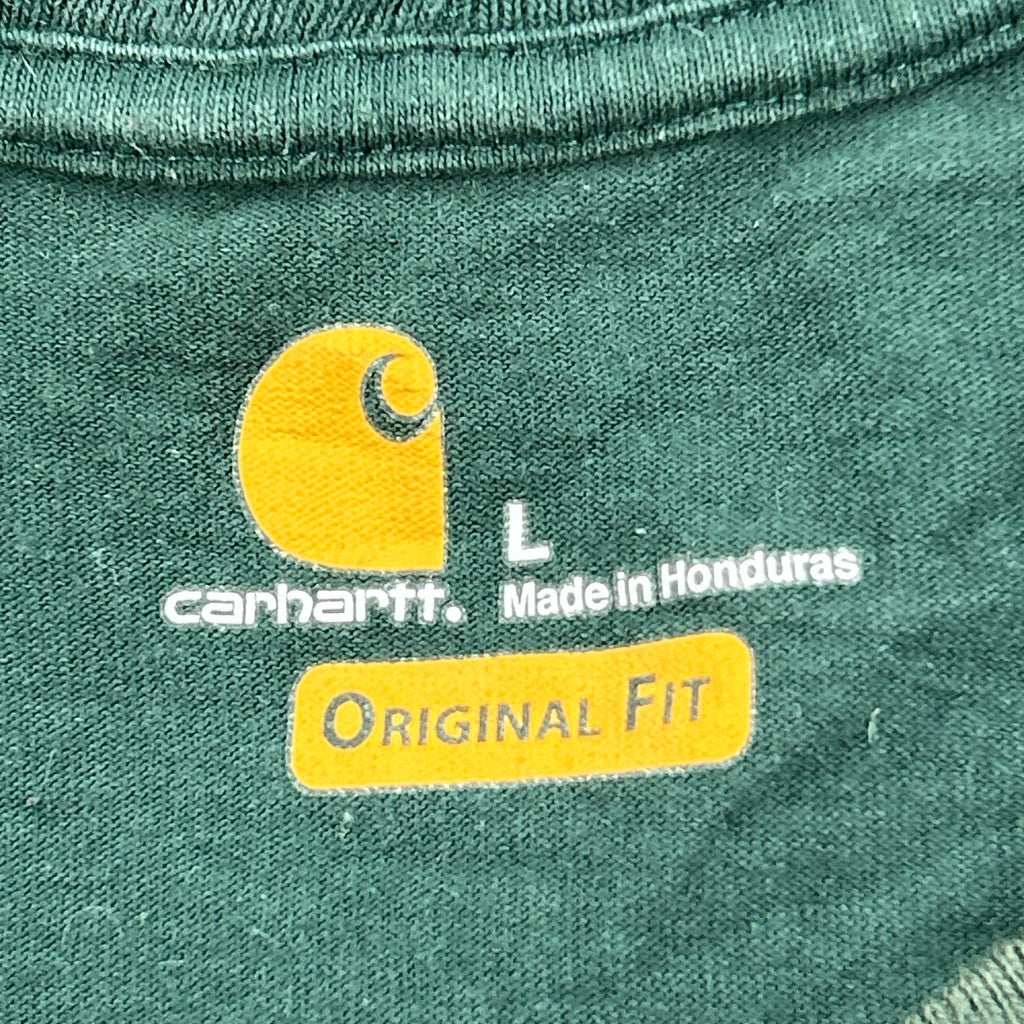 L
carhartt.
Made in Honduras
ORIGINAL FIT